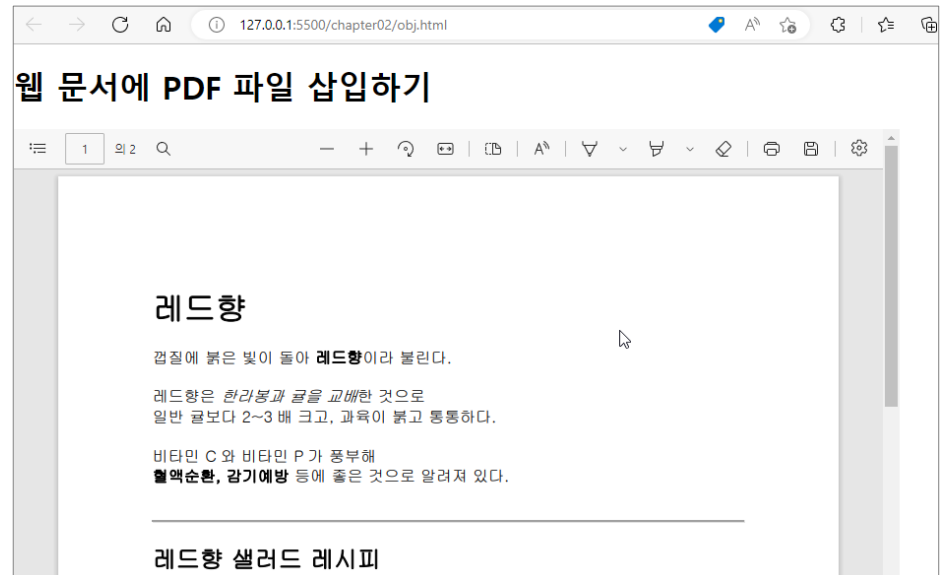 127.0.0.1:5500/chapter02/obj.html
웹 문서에 PDF 파일 삽입하기
1 의 2
레드향
껍질에 붉은 빛이 돌아 레드향이라 불린다.
레드향은 한라봉과 귤을 교배한 것으로
일반 귤보다 2~3 배 크고, 과육이 붉고 통통하다.
비타민 C 와 비타민 P 가 풍부해
혈액순환, 감기예방 등에 좋은 것으로 알려져 있다.
레드향 샐러드 레시피